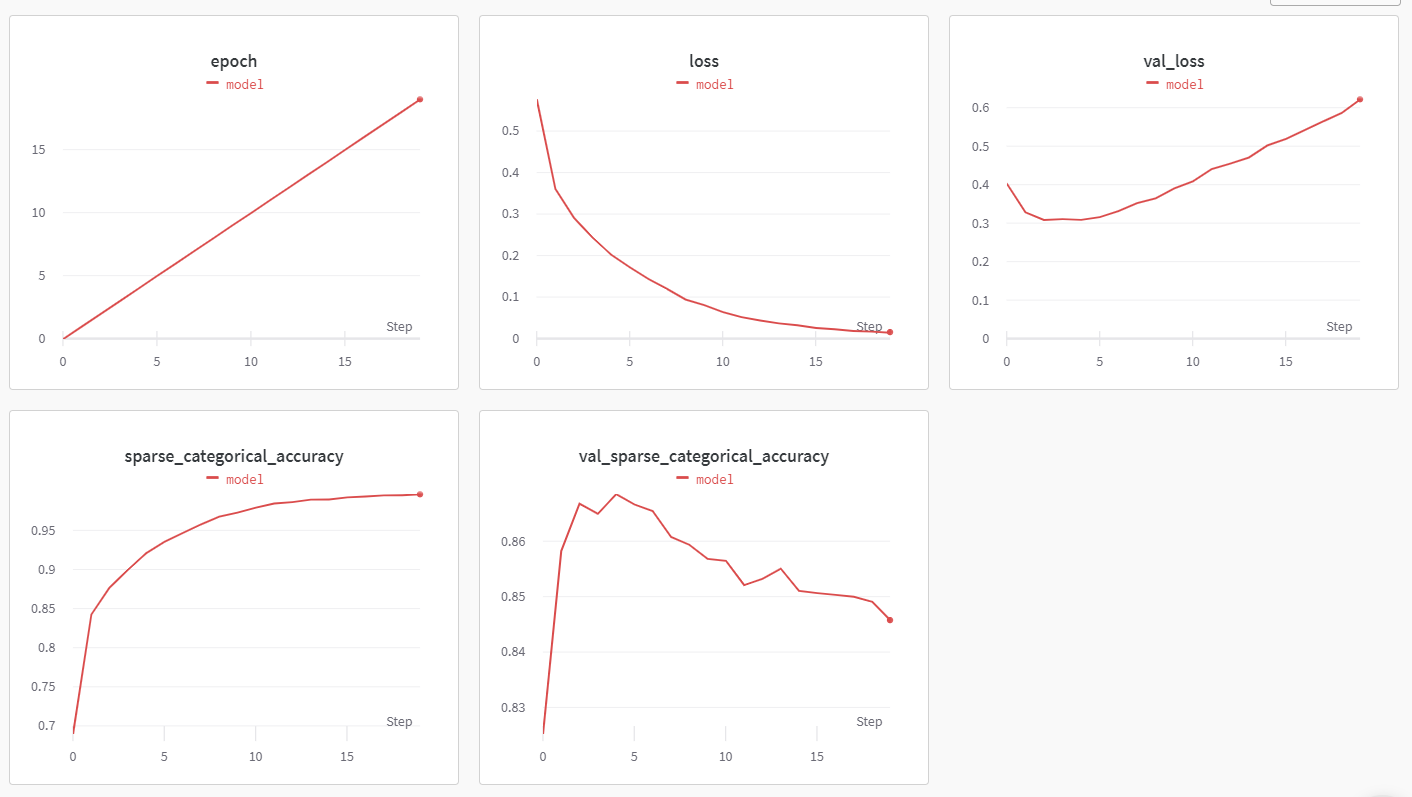 epoch
model
15
10
5
0
Step
0 5 10 15
loss
model
0.5
0.4
0.3
0.2
0.1
0
Step
0 5 10 15
val_loss
model
0.6
0.5
0.4
0.3
0.2
0.1
0
Step
0 5 10 15
sparse_categorical_accuracy
model
0.95
0.9
0.85
0.8
0.75
0.7
Step
0 5 10 15
val_sparse_categorical_accuracy
model
0.86
0.85
0.84
0.83
Step
0 5 10 15